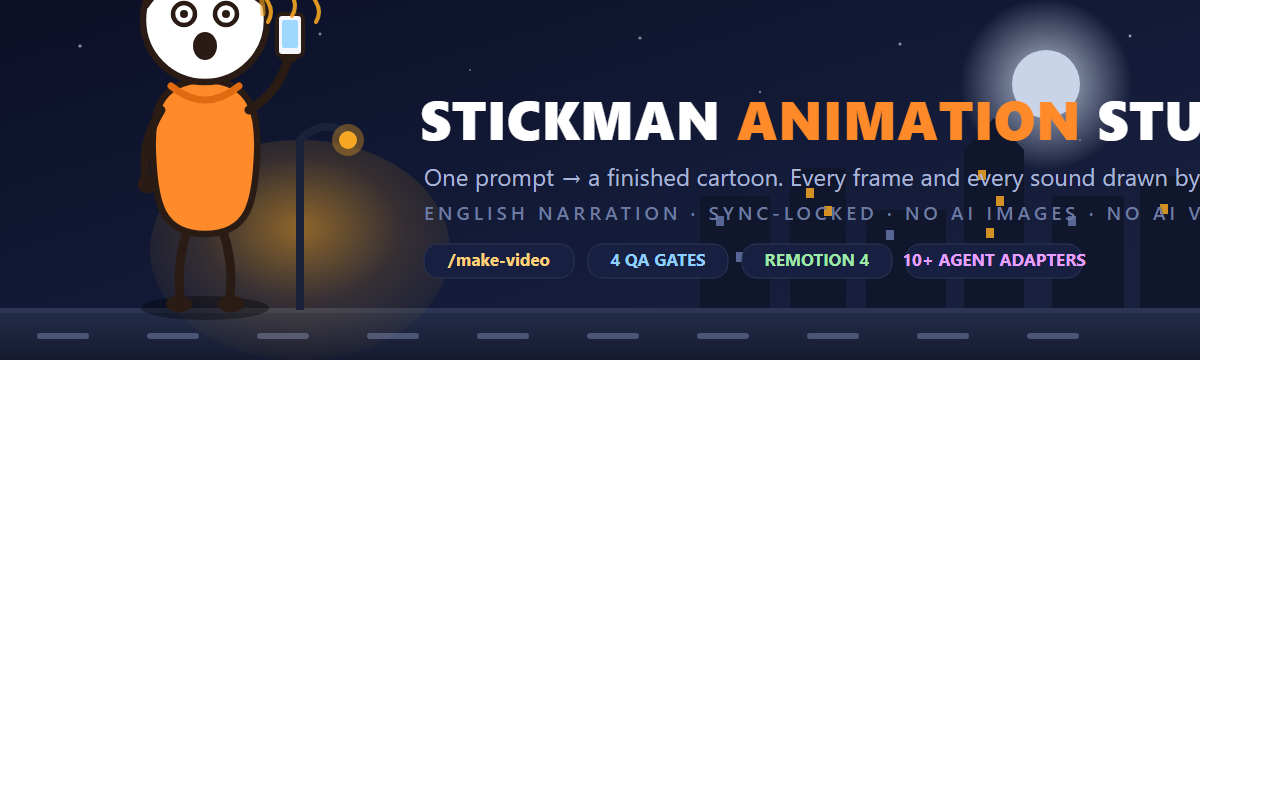 STICKMAN ANIMATION STU
One prompt → a finished cartoon. Every frame and every sound drawn by
ENGLISH NARRATION · SYNC-LOCKED · NO AI IMAGES · NO AI V
/make-video
4 QA GATES
REMOTION 4
10+ AGENT ADAPTERS